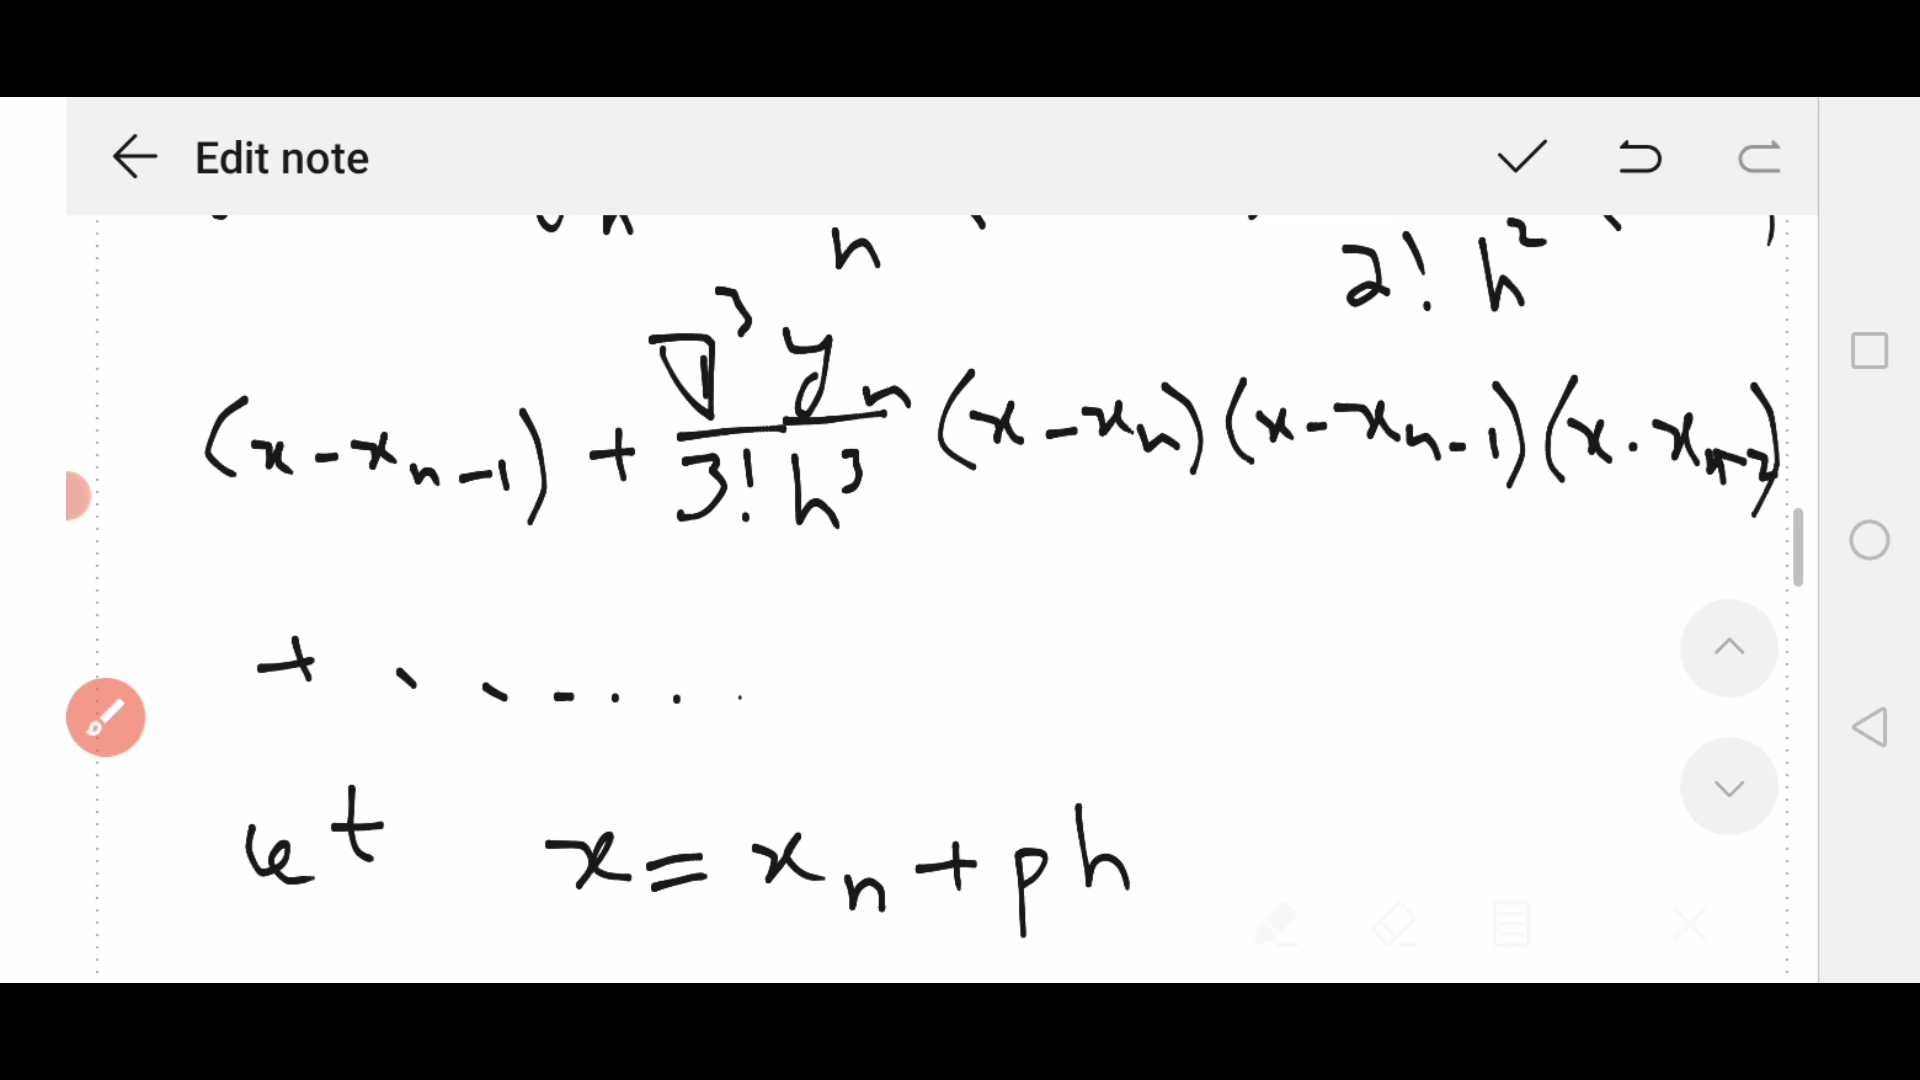 Edit note
h 2! h²
(x - xₙ₋₁) + ∇³yₙ / 3! h³ (x - xₙ)(x - xₙ₋₁)(x - xₙ₋₂)
+ . . . . . .
let x = xₙ + ph